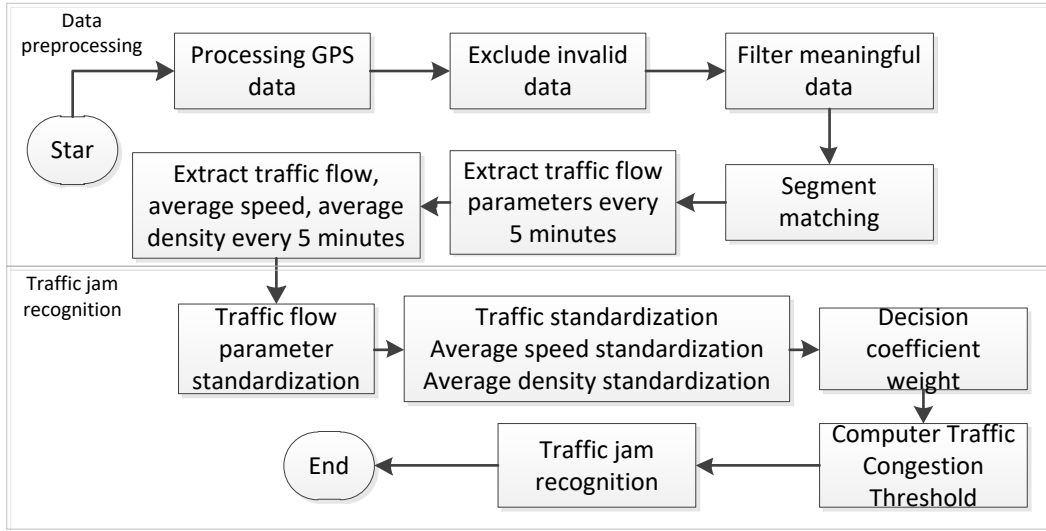 Data
preprocessing
Star
Processing GPS
data
Exclude invalid
data
Filter meaningful
data
Segment
matching
Extract traffic flow
parameters every
5 minutes
Extract traffic flow,
average speed, average
density every 5 minutes
Traffic jam
recognition
Traffic flow
parameter
standardization
Traffic standardization
Average speed standardization
Average density standardization
Decision
coefficient
weight
Computer Traffic
Congestion
Threshold
Traffic jam
recognition
End